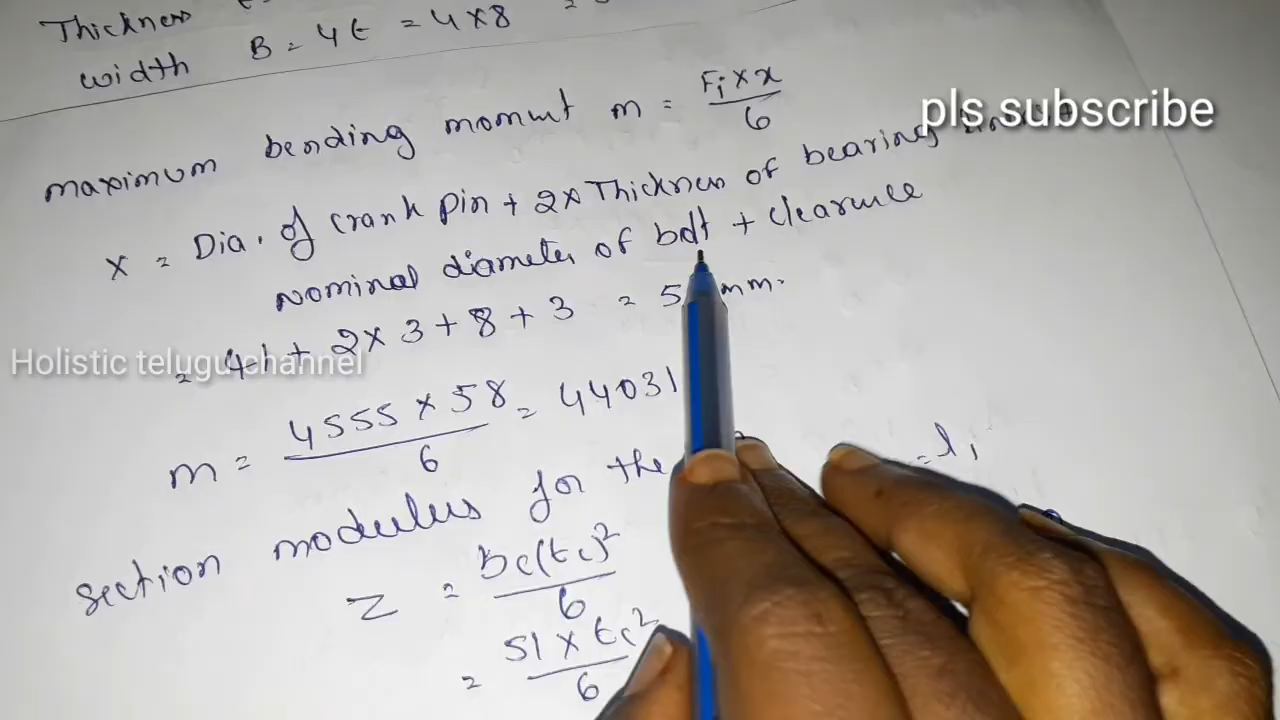 Thickness t
width B = 4t = 4×8 =
maximum bending momnt m = Fi×x/6
pls subscribe
x = Dia. of crank pin + 2× Thickness of bearing
nominal diameter of bolt + clearance
= 41 + 2×3 + 8 + 3 = 5 mm.
Holistic telugu channel
m = 4555 × 58/6 = 44031
section modulus for the
Z = bc(tc)²/6
= 51 × tc²/6